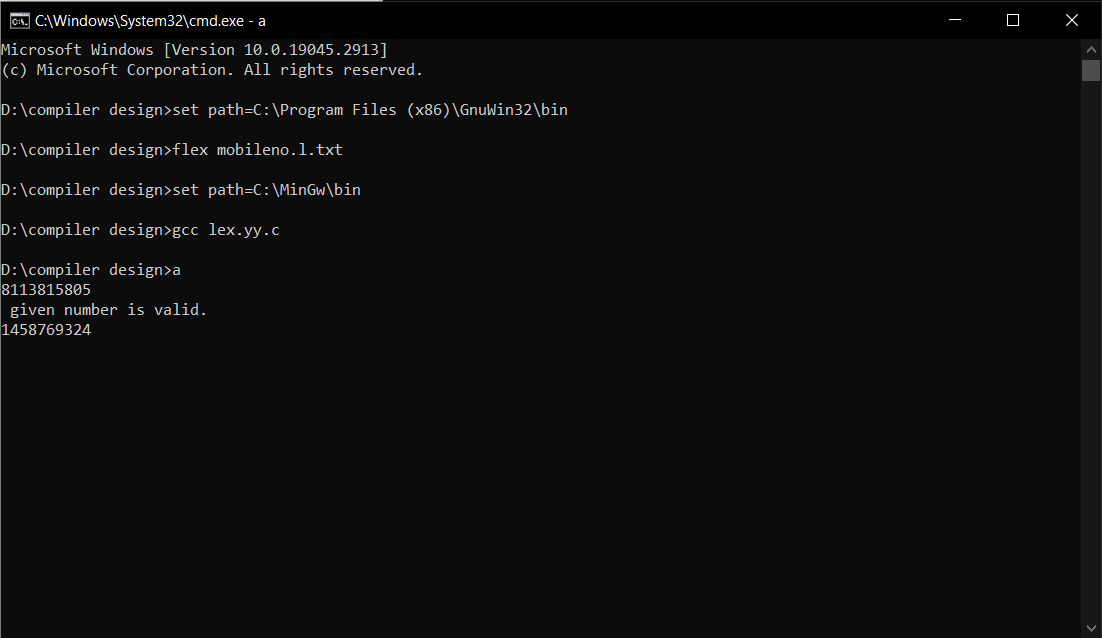 C:\Windows\System32\cmd.exe - a
Microsoft Windows [Version 10.0.19045.2913]
(c) Microsoft Corporation. All rights reserved.
D:\compiler design>set path=C:\Program Files (x86)\GnuWin32\bin
D:\compiler design>flex mobileno.l.txt
D:\compiler design>set path=C:\MinGw\bin
D:\compiler design>gcc lex.yy.c
D:\compiler design>a
8113815805
 given number is valid.
1458769324